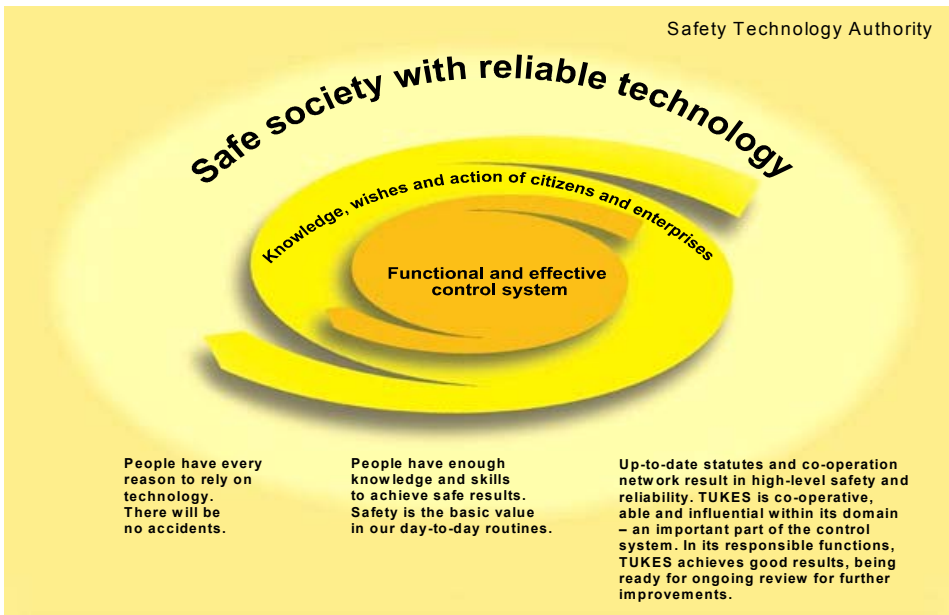 Safety Technology Authority
Safe society with reliable technology
Knowledge, wishes and action of citizens and enterprises
Functional and effective
control system
People have every
reason to rely on
technology.
There will be
no accidents.
People have enough
knowledge and skills
to achieve safe results.
Safety is the basic value
in our day-to-day routines.
Up-to-date statutes and co-operation
network result in high-level safety and
reliability. TUKES is co-operative,
able and influential within its domain
– an important part of the control
system. In its responsible functions,
TUKES achieves good results, being
ready for ongoing review for further
improvements.